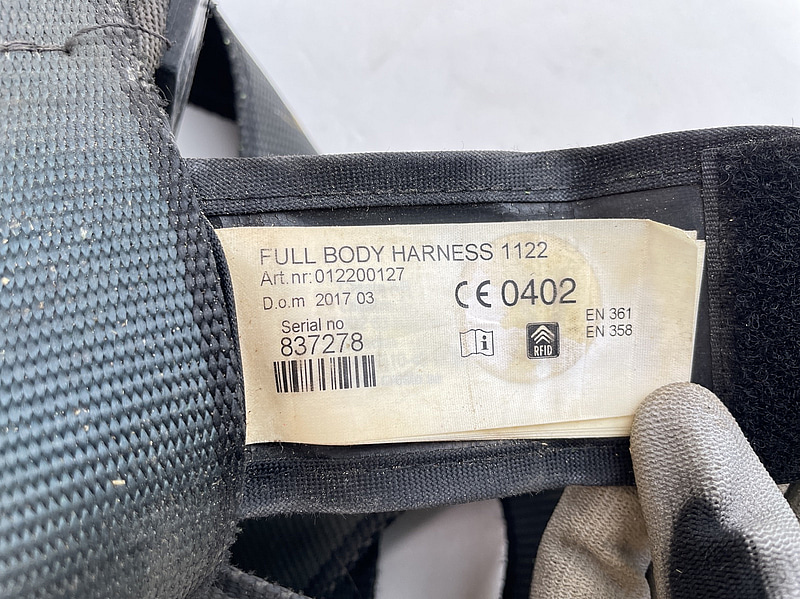 FULL BODY HARNESS 1122
Art.nr:012200127
D.o.m 2017 03
CE 0402
Serial no
837278
EN 361
EN 358
i
RFID